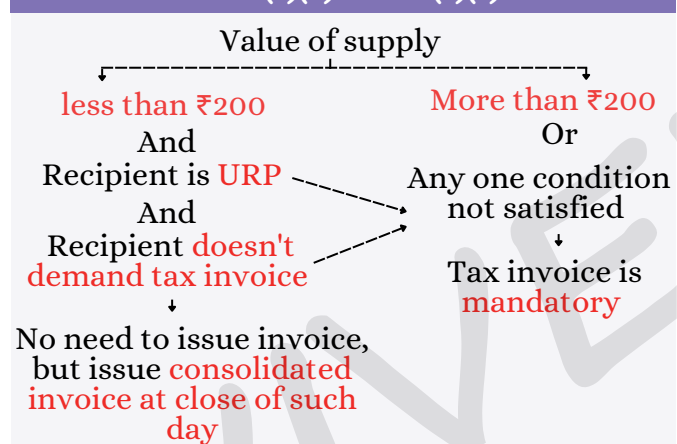 Value of supply
less than ₹200
And
Recipient is URP
And
Recipient doesn't
demand tax invoice
No need to issue invoice,
but issue consolidated
invoice at close of such
day
More than ₹200
Or
Any one condition
not satisfied
Tax invoice is
mandatory